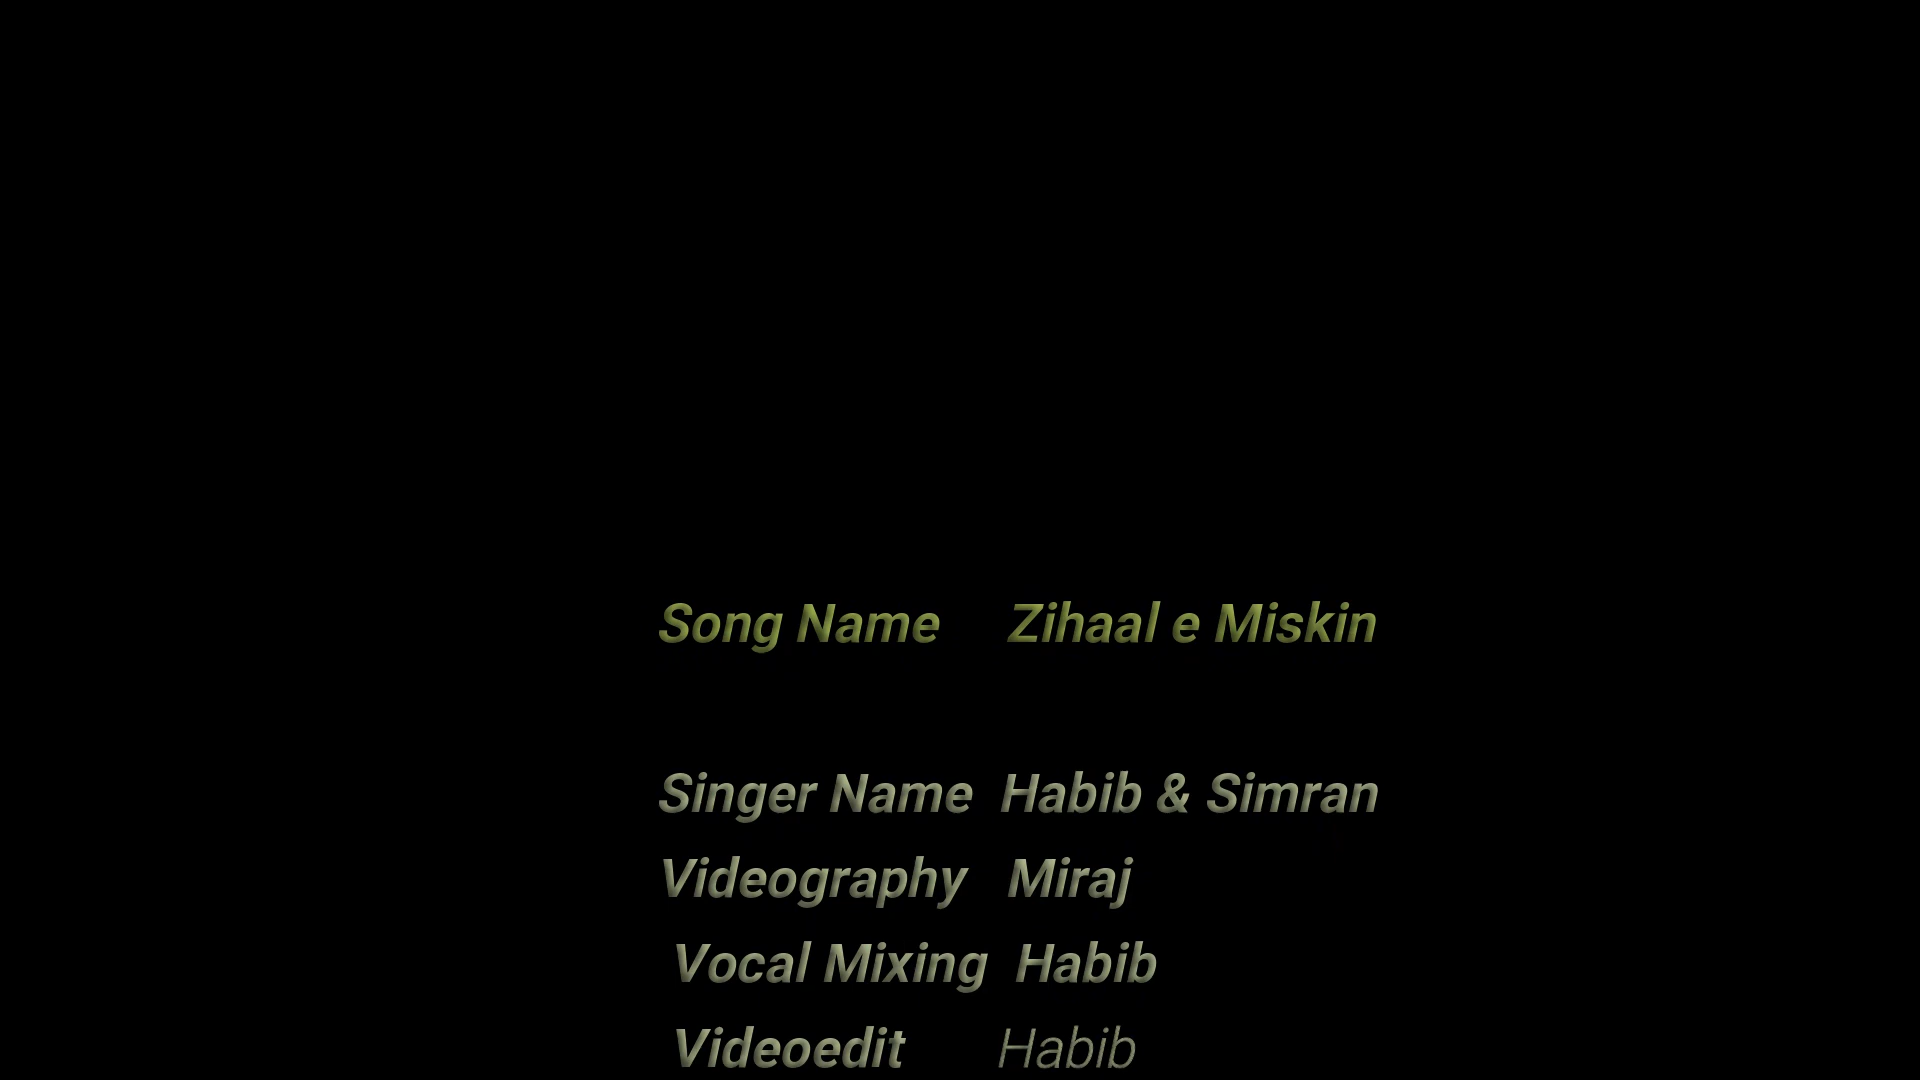 Song Name Zihaal e Miskin
Singer Name Habib & Simran
Videography Miraj
Vocal Mixing Habib
Videoedit Habib